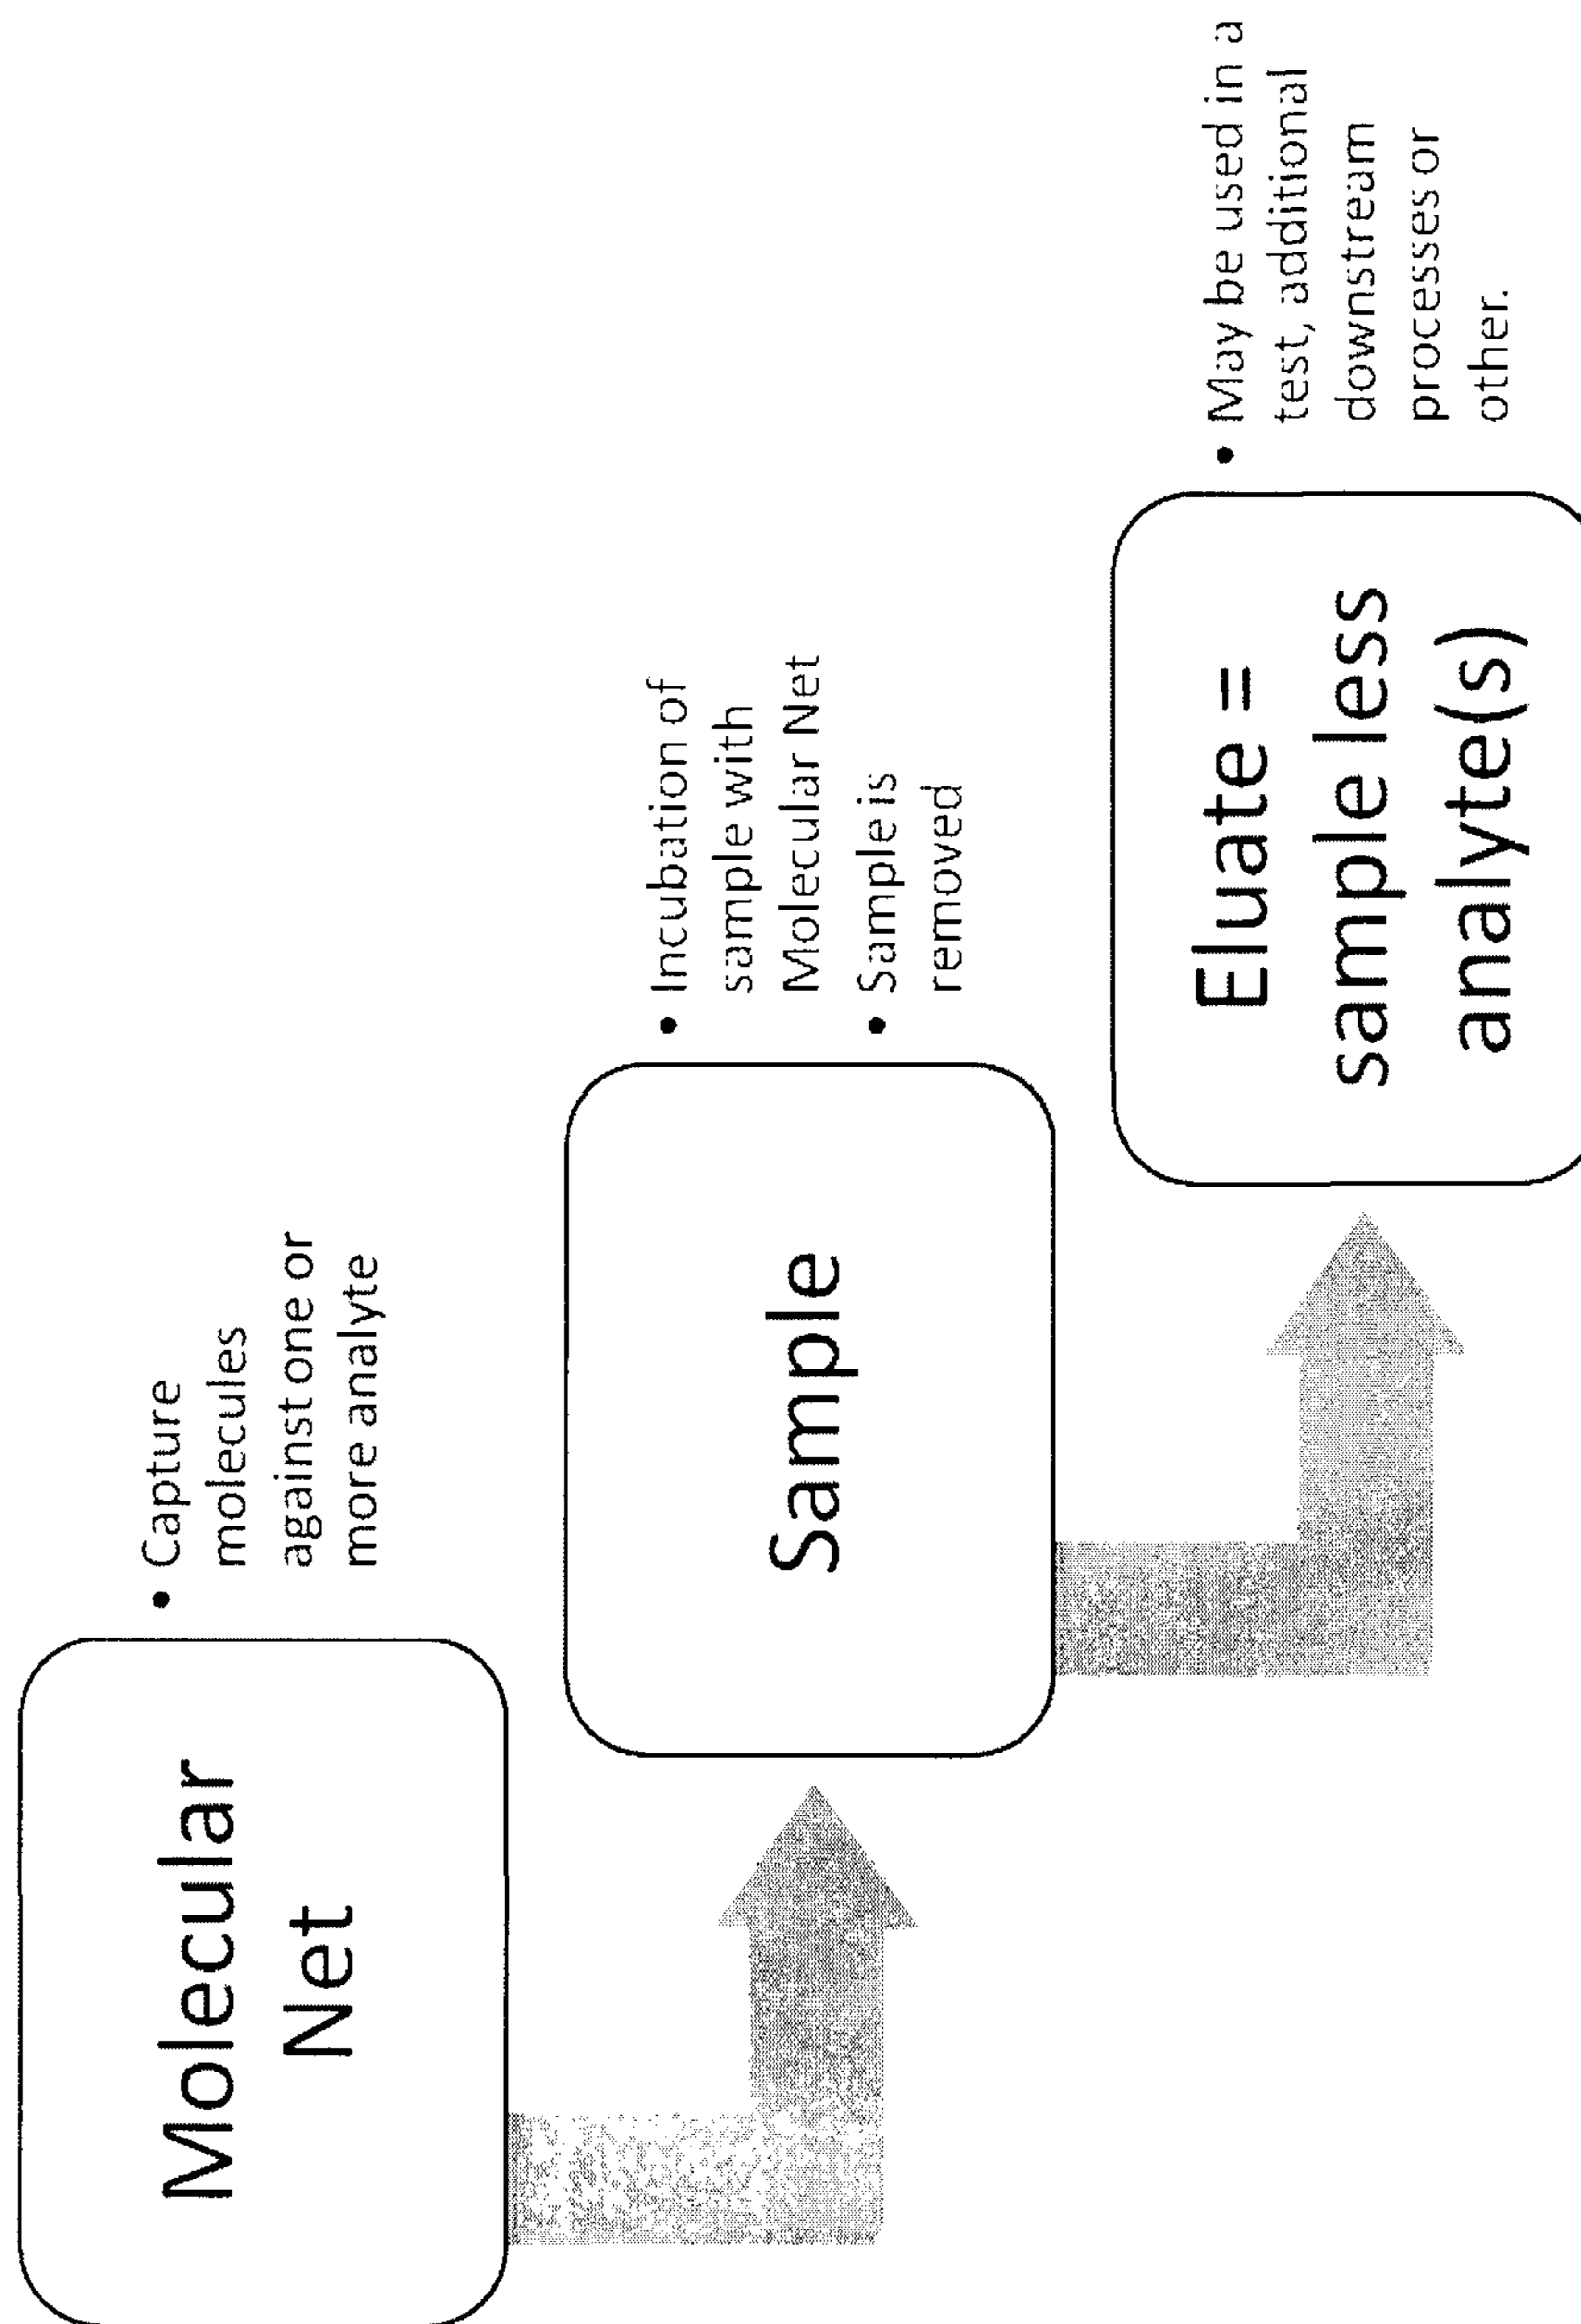 Molecular
Net
• Capture
molecules
against one or
more analyte
Sample
• Incubation of
sample with
Molecular Net
• Sample is
removed
Eluate =
sample less
analyte(s)
• May be used in a
test, additional
downstream
processes or
other.